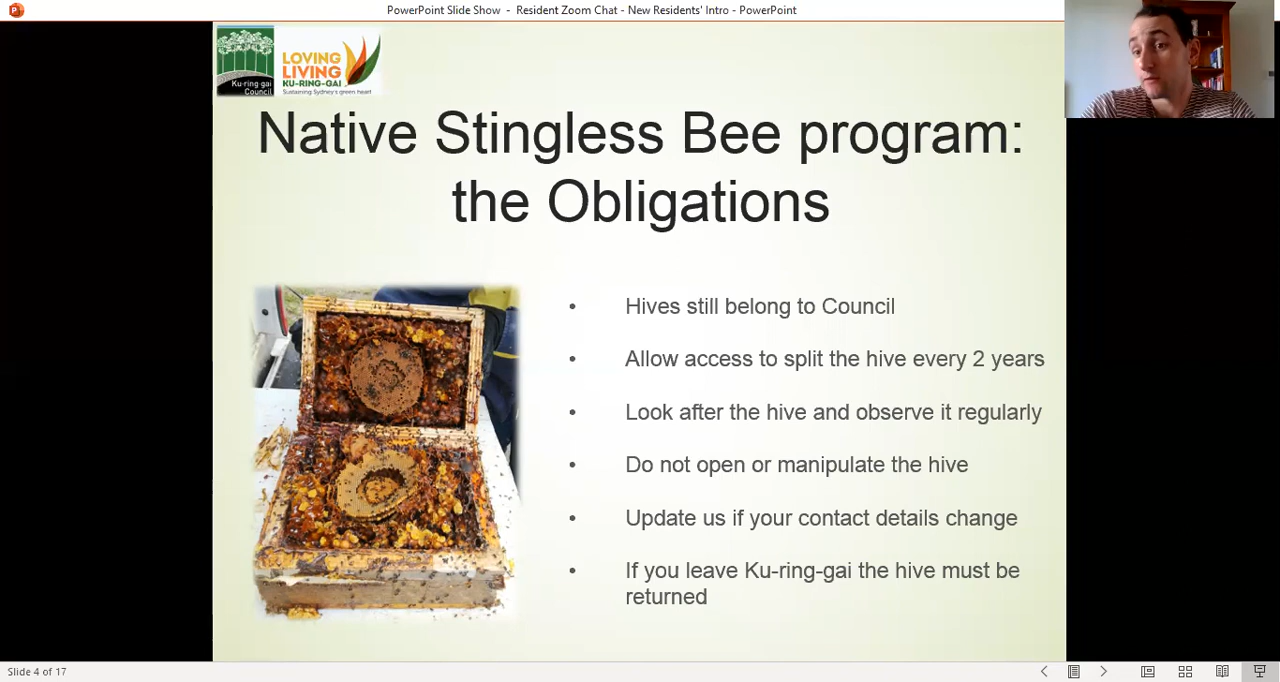 PowerPoint Slide Show - Resident Zoom Chat - New Residents' Intro - PowerPoint
Ku-ring gai
Council
LOVING
LIVING
KU-RING-GAI
Sustaining Sydney's green heart
Native Stingless Bee program:
the Obligations
• Hives still belong to Council
• Allow access to split the hive every 2 years
• Look after the hive and observe it regularly
• Do not open or manipulate the hive
• Update us if your contact details change
• If you leave Ku-ring-gai the hive must be
returned
Slide 4 of 17